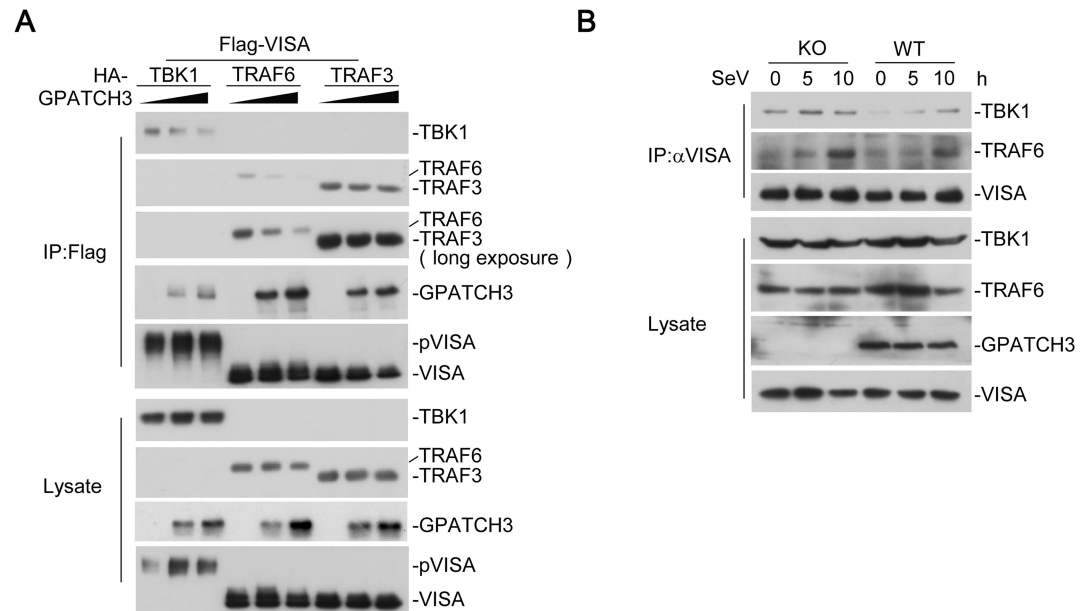 A
Flag-VISA
HA- TBK1 TRAF6 TRAF3
GPATCH3
IP:Flag
-TBK1
TRAF6
-TRAF3
TRAF6
-TRAF3
( long exposure )
-GPATCH3
-pVISA
-VISA
Lysate
-TBK1
TRAF6
-TRAF3
-GPATCH3
-pVISA
-VISA
B
KO WT
SeV 0 5 10 0 5 10 h
IP:αVISA
-TBK1
-TRAF6
-VISA
Lysate
-TBK1
-TRAF6
-GPATCH3
-VISA